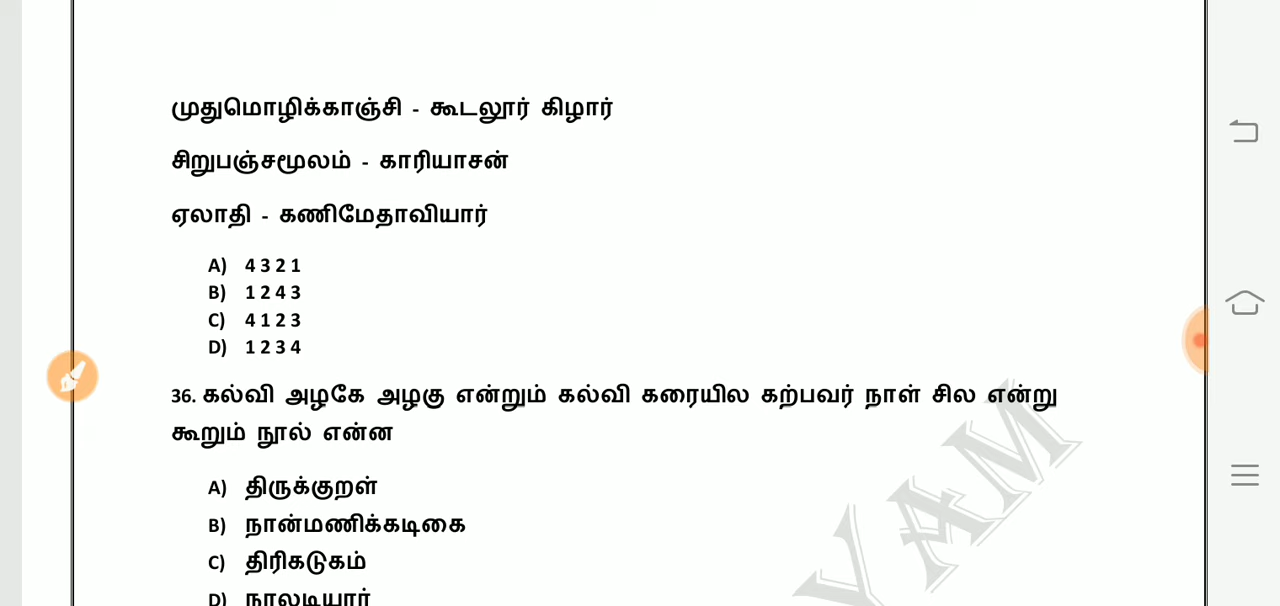 முதுமொழிக்காஞ்சி - கூடலூர் கிழார்
சிறுபஞ்சமூலம் - காரியாசன்
ஏலாதி - கணிமேதாவியார்
A) 4 3 2 1
B) 1 2 4 3
C) 4 1 2 3
D) 1 2 3 4
36. கல்வி அழகே அழகு என்றும் கல்வி கரையில கற்பவர் நாள் சில என்று
கூறும் நூல் என்ன
A) திருக்குறள்
B) நான்மணிக்கடிகை
C) திரிகடுகம்
D) நாலடியார்
YAM